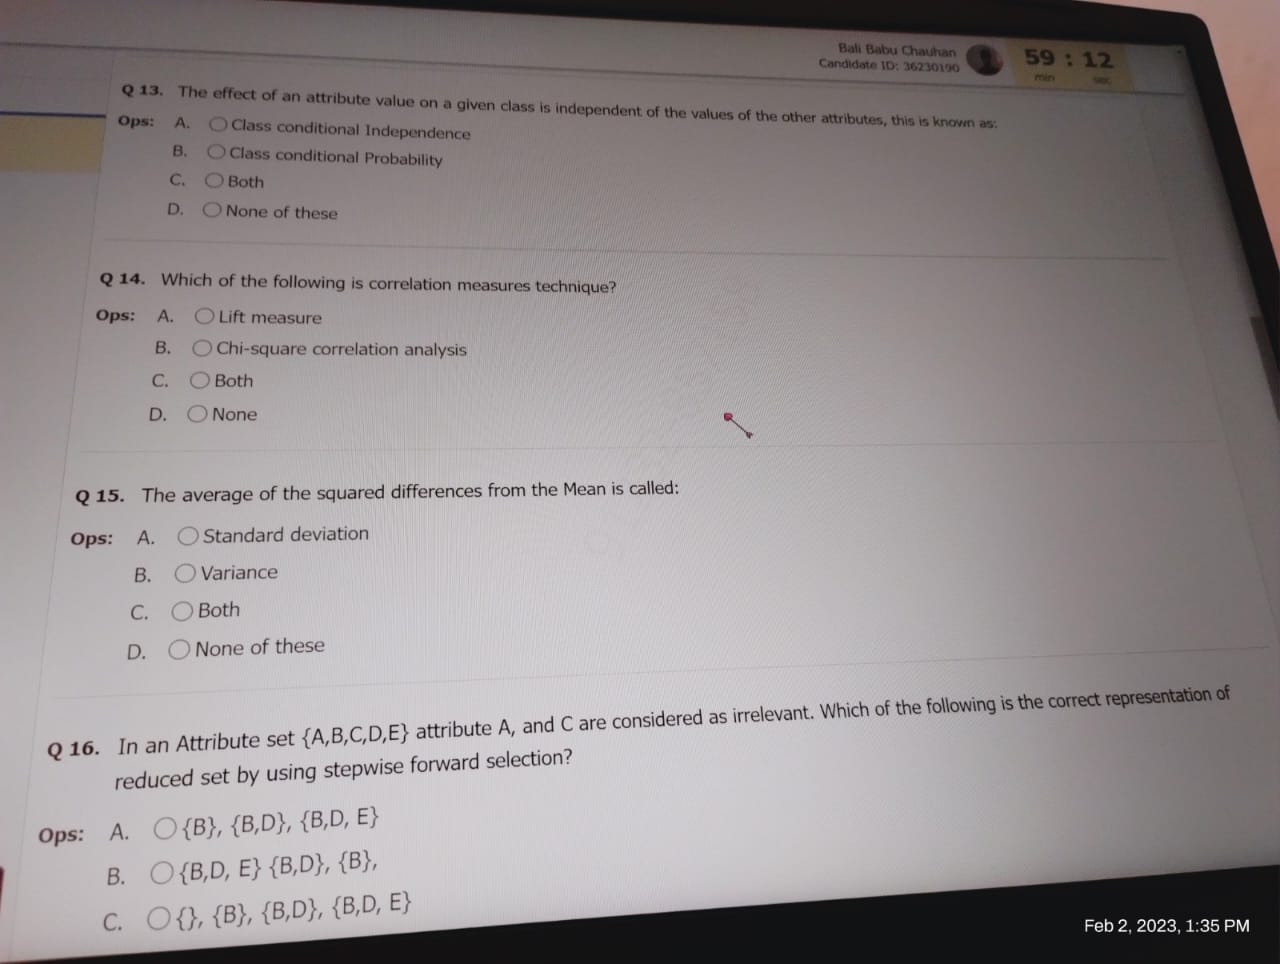 Bali Babu Chauhan
Candidate ID: 36230190
59 : 12
min sec
Q 13. The effect of an attribute value on a given class is independent of the values of the other attributes, this is known as:
Ops: A. Class conditional Independence
B. Class conditional Probability
C. Both
D. None of these
Q 14. Which of the following is correlation measures technique?
Ops: A. Lift measure
B. Chi-square correlation analysis
C. Both
D. None
Q 15. The average of the squared differences from the Mean is called:
Ops: A. Standard deviation
B. Variance
C. Both
D. None of these
Q 16. In an Attribute set {A,B,C,D,E} attribute A, and C are considered as irrelevant. Which of the following is the correct representation of
reduced set by using stepwise forward selection?
Ops: A. {B}, {B,D}, {B,D, E}
B. {B,D, E} {B,D}, {B},
C. {}, {B}, {B,D}, {B,D, E}
Feb 2, 2023, 1:35 PM